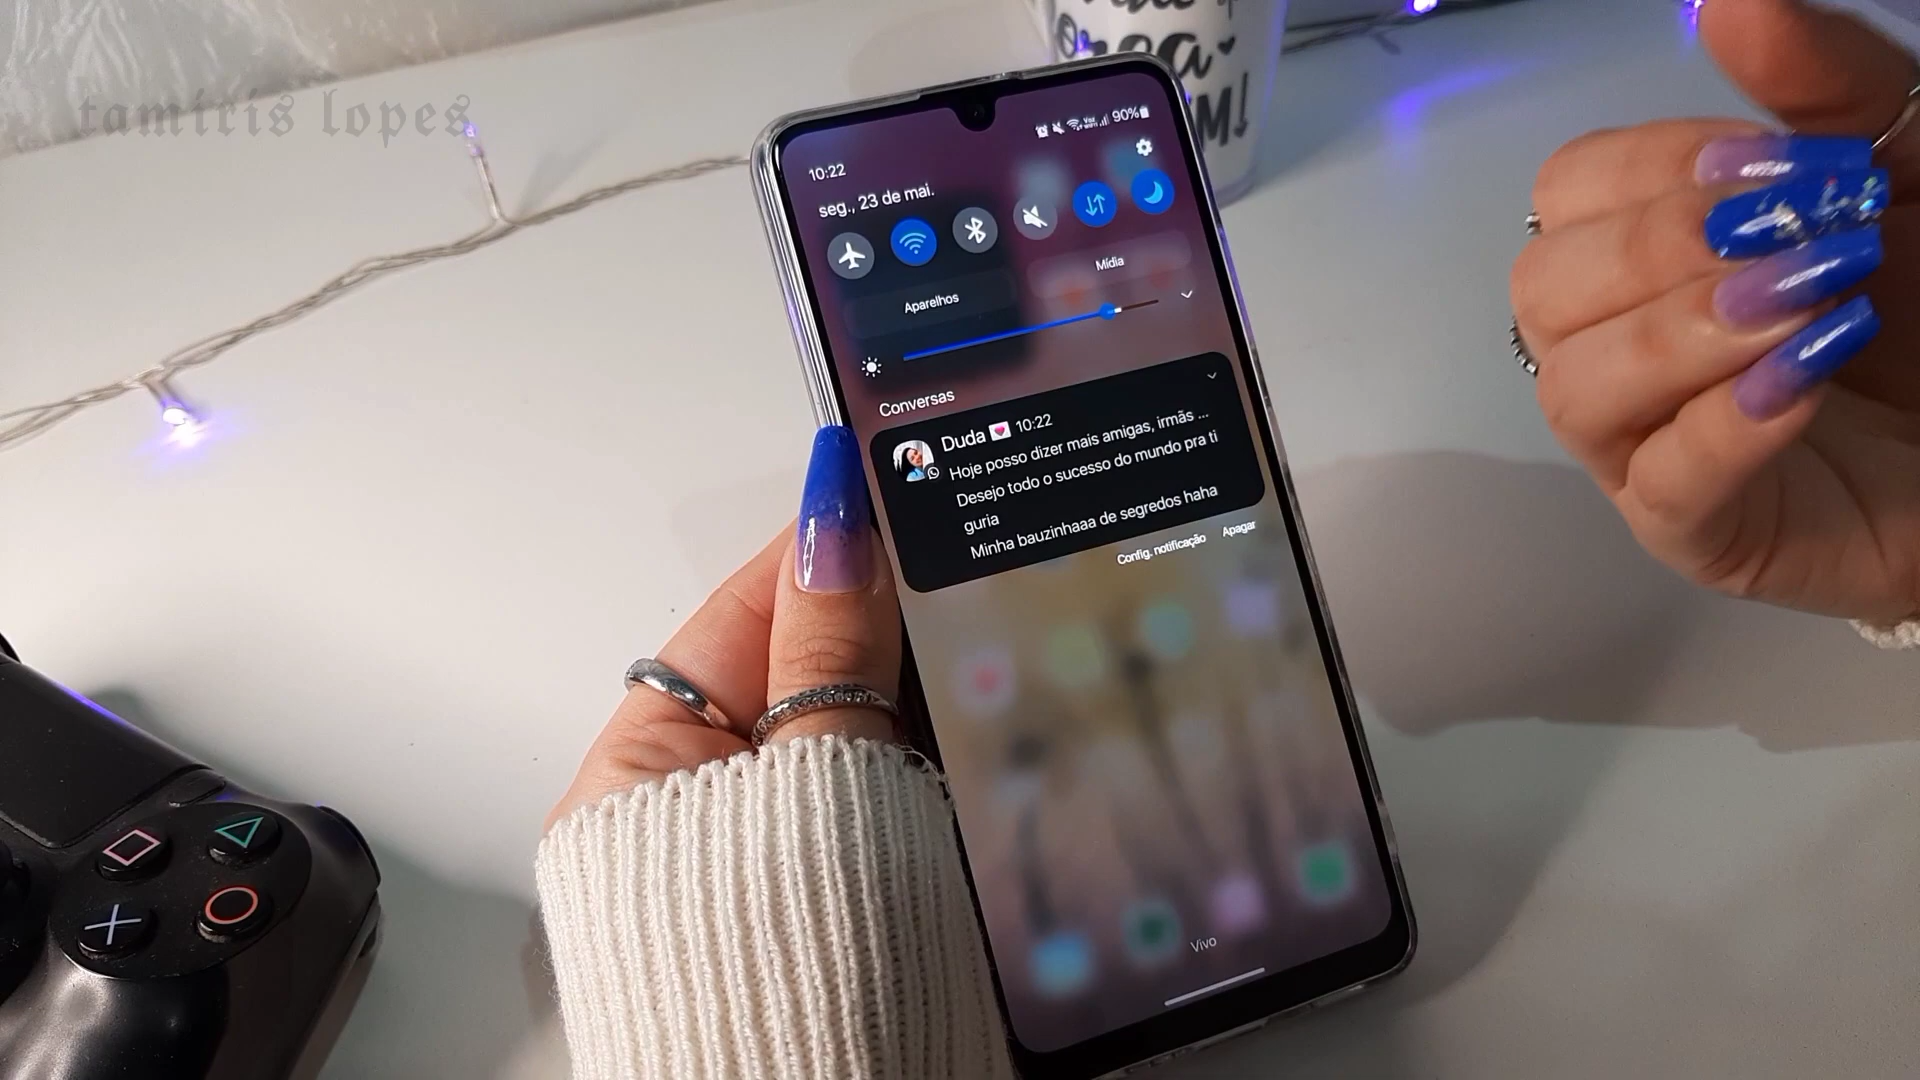 tamiris lopes
90%
10:22
seg., 23 de mai.
Mídia
Aparelhos
Conversas
Duda 💌 10:22
Hoje posso dizer mais amigas, irmãs ...
Desejo todo o sucesso do mundo pra ti
guria
Minha bauzinhaaa de segredos haha
Config. notificação Apagar
Vivo